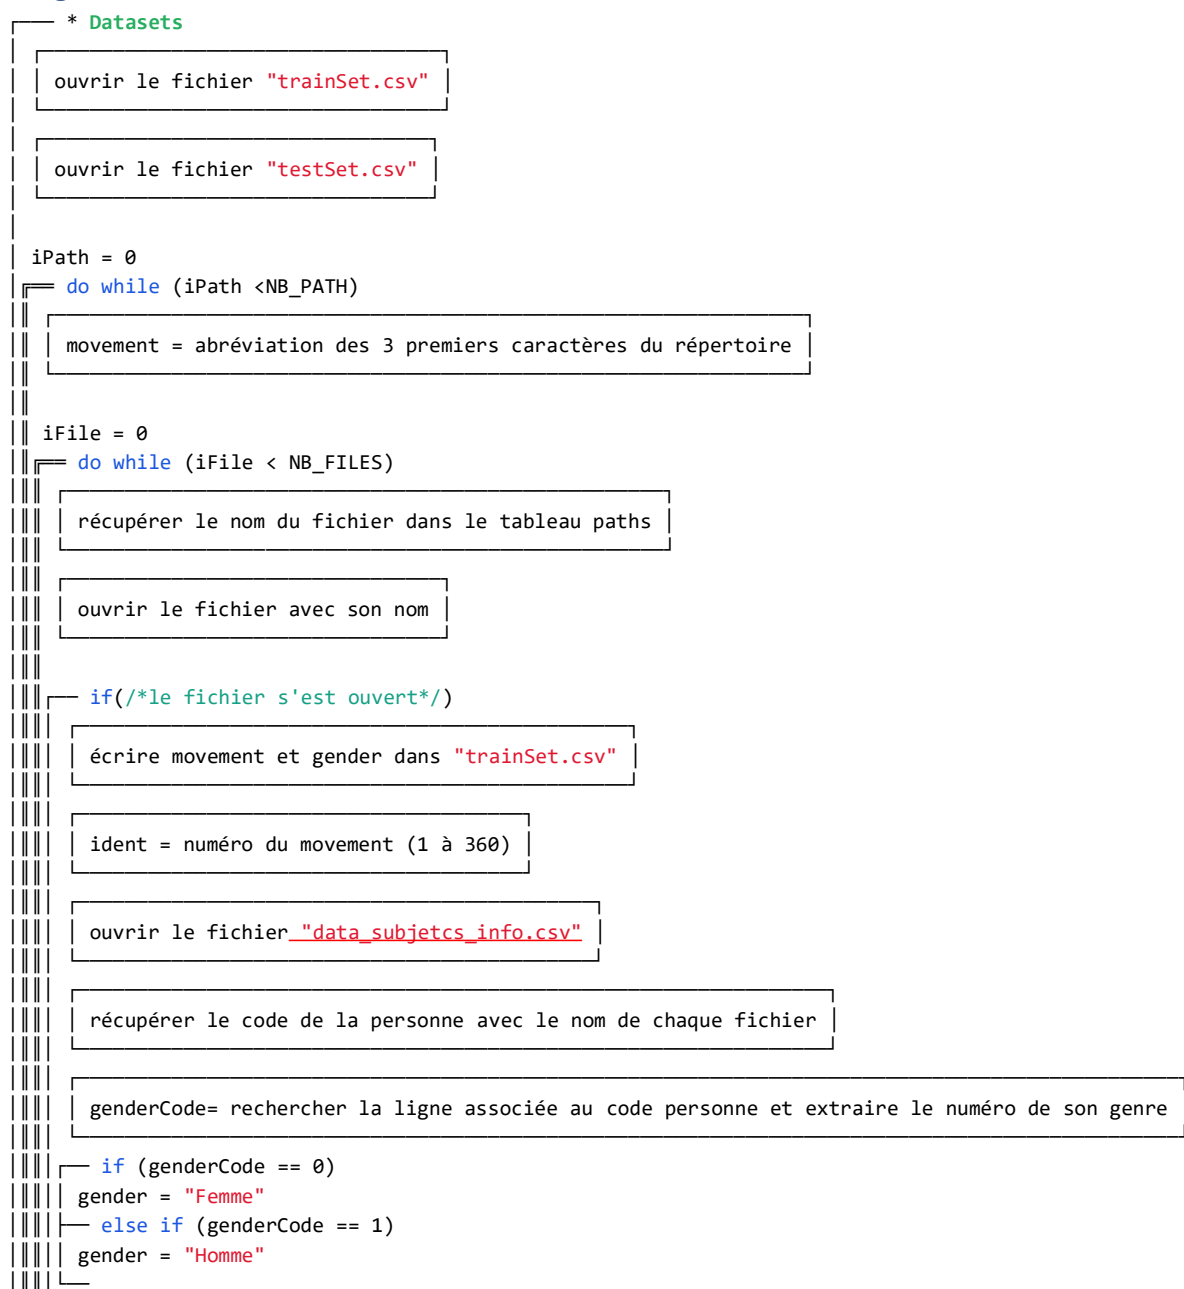 * Datasets
ouvrir le fichier "trainSet.csv"
ouvrir le fichier "testSet.csv"
iPath = 0
do while (iPath <NB_PATH)
movement = abréviation des 3 premiers caractères du répertoire
iFile = 0
do while (iFile < NB_FILES)
récupérer le nom du fichier dans le tableau paths
ouvrir le fichier avec son nom
if(/*le fichier s'est ouvert*/)
écrire movement et gender dans "trainSet.csv"
ident = numéro du movement (1 à 360)
ouvrir le fichier "data_subjetcs_info.csv"
récupérer le code de la personne avec le nom de chaque fichier
genderCode= rechercher la ligne associée au code personne et extraire le numéro de son genre
if (genderCode == 0)
gender = "Femme"
else if (genderCode == 1)
gender = "Homme"